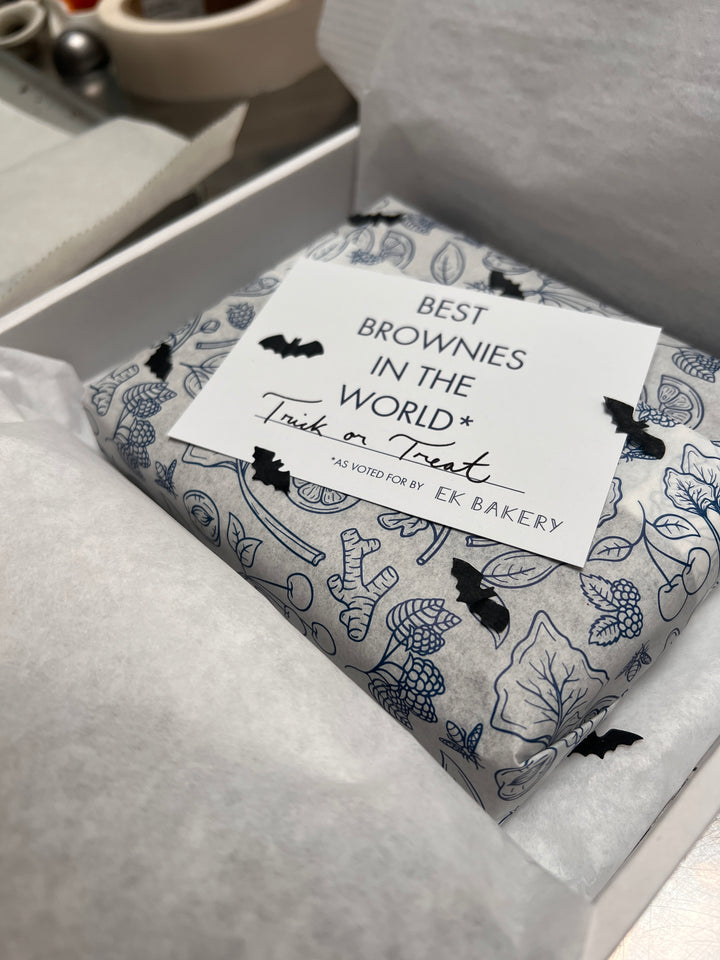 BEST
BROWNIES
IN THE
WORLD*
Trick or Treat
*AS VOTED FOR BY EK BAKERY